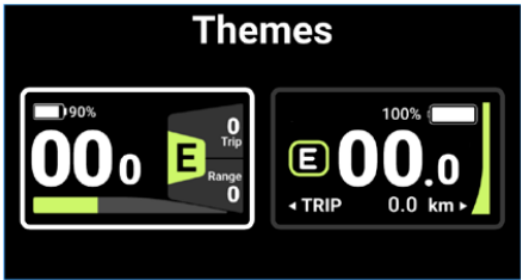 Themes
90%
00 0
E
0
Trip
Range
0
100%
E
00.0
◂ TRIP 0.0 km ▸